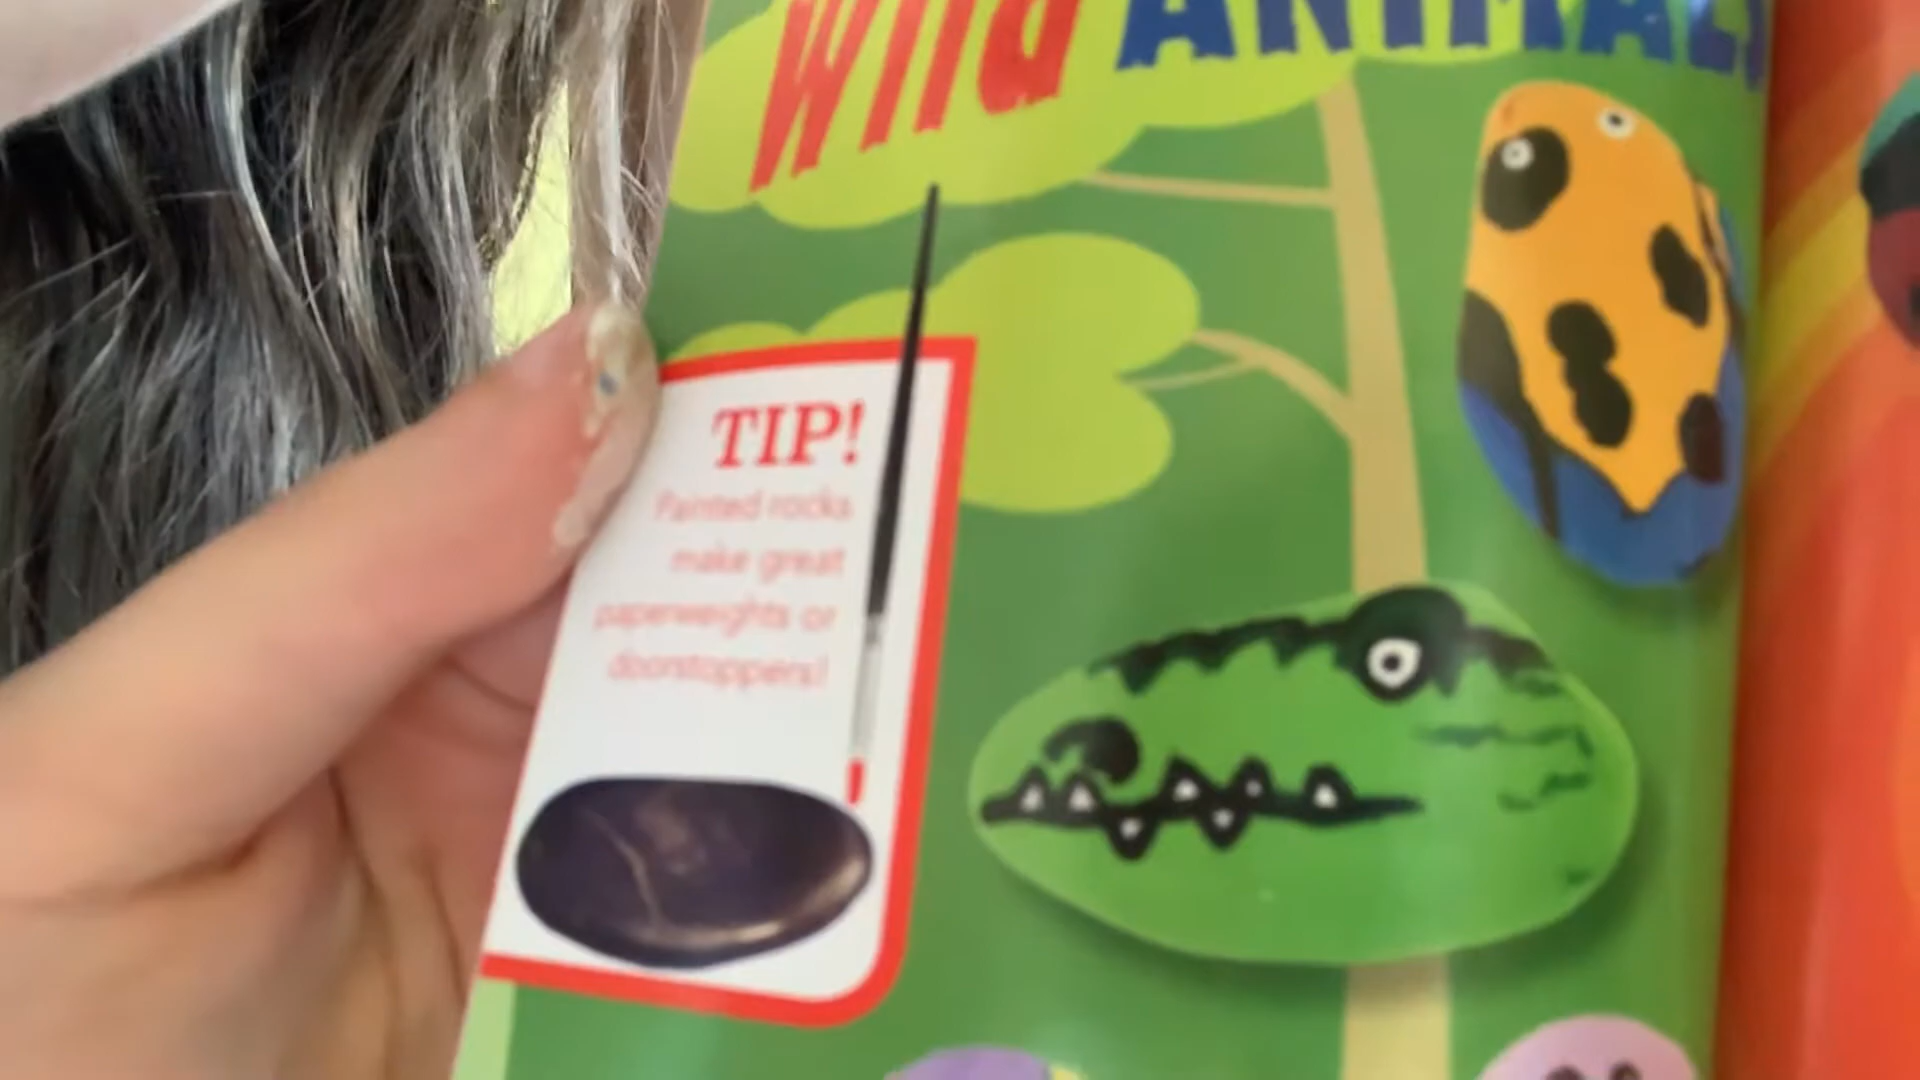 Wild ANIMALS
TIP!
Painted rocks
make great
paperweights or
doorstoppers!